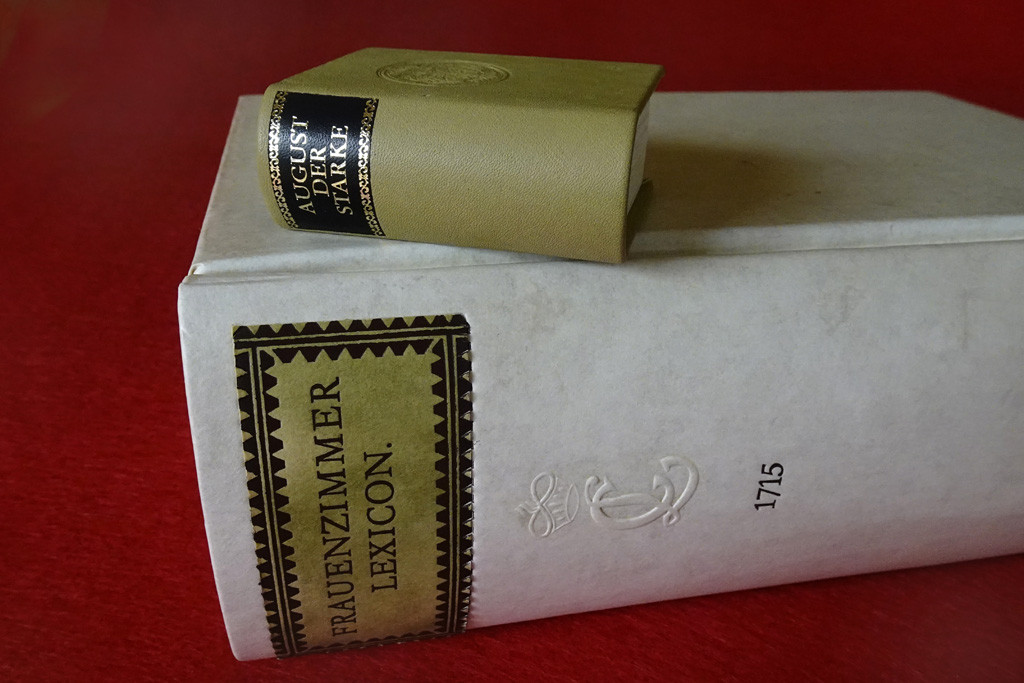 AUGUST
DER
STARKE
FRAUENZIMMER
LEXICON.
1715